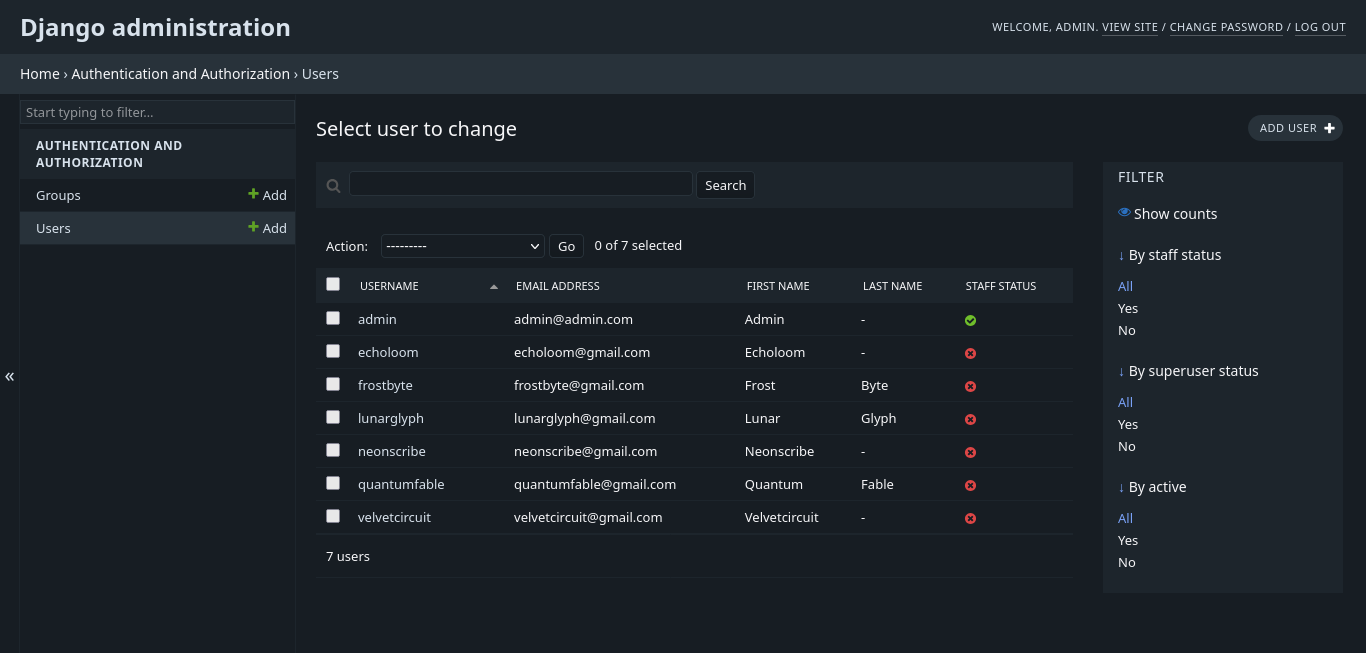 Django administration
WELCOME, ADMIN. VIEW SITE / CHANGE PASSWORD / LOG OUT
Home › Authentication and Authorization › Users
Start typing to filter...
AUTHENTICATION AND
AUTHORIZATION
Groups Add
Users Add
«
Select user to change
ADD USER
Search
Action: --------- Go 0 of 7 selected
USERNAME EMAIL ADDRESS FIRST NAME LAST NAME STAFF STATUS
admin admin@admin.com Admin -
echoloom echoloom@gmail.com Echoloom -
frostbyte frostbyte@gmail.com Frost Byte
lunarglyph lunarglyph@gmail.com Lunar Glyph
neonscribe neonscribe@gmail.com Neonscribe -
quantumfable quantumfable@gmail.com Quantum Fable
velvetcircuit velvetcircuit@gmail.com Velvetcircuit -
7 users
FILTER
Show counts
↓ By staff status
All
Yes
No
↓ By superuser status
All
Yes
No
↓ By active
All
Yes
No